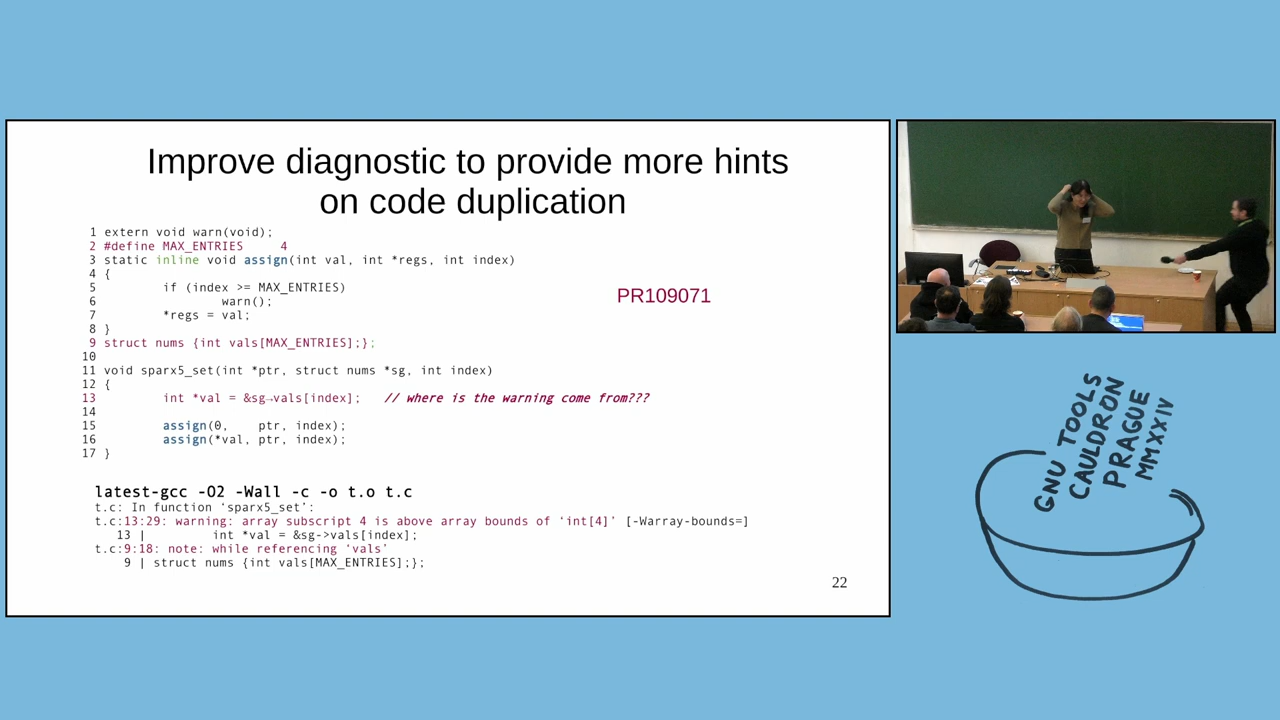 Improve diagnostic to provide more hints
on code duplication
1 extern void warn(void);
2 #define MAX_ENTRIES 4
3 static inline void assign(int val, int *regs, int index)
4 {
5 if (index >= MAX_ENTRIES)
6 warn();
7 *regs = val;
8 }
9 struct nums {int vals[MAX_ENTRIES];};
10
11 void sparx5_set(int *ptr, struct nums *sg, int index)
12 {
13 int *val = &sg→vals[index]; // where is the warning come from???
14
15 assign(0, ptr, index);
16 assign(*val, ptr, index);
17 }
PR109071
latest-gcc -O2 -Wall -c -o t.o t.c
t.c: In function ‘sparx5_set’:
t.c:13:29: warning: array subscript 4 is above array bounds of ‘int[4]’ [-Warray-bounds=]
13 | int *val = &sg->vals[index];
t.c:9:18: note: while referencing ‘vals’
9 | struct nums {int vals[MAX_ENTRIES];};
22
GNU TOOLS
CAULDRON
PRAGUE
MMXXIV